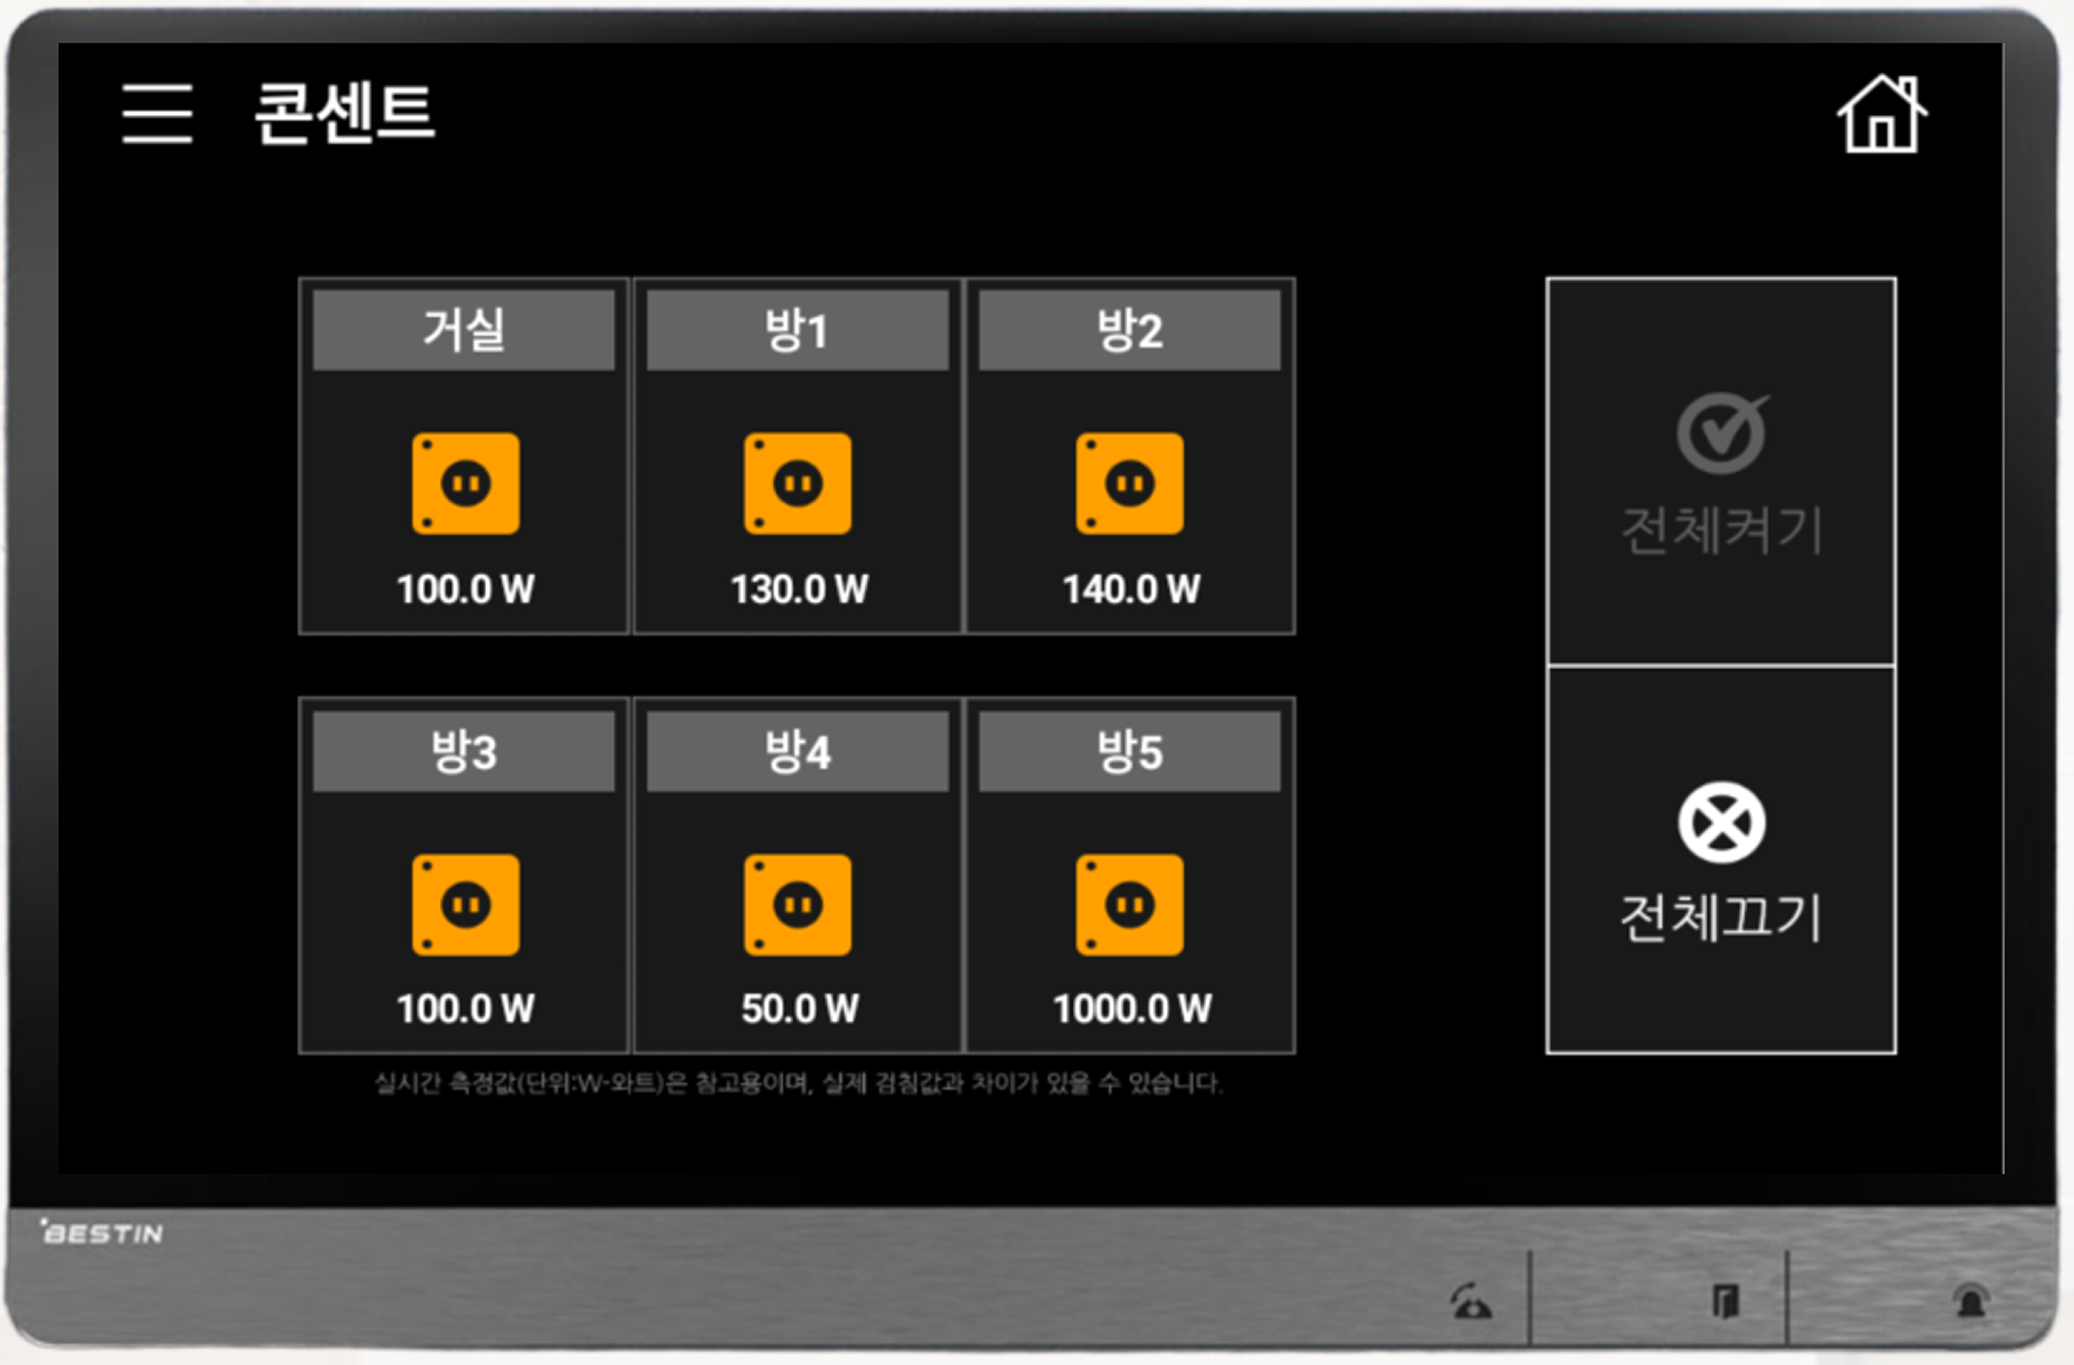 콘센트
거실
방1
방2
100.0 W
130.0 W
140.0 W
전체켜기
방3
방4
방5
100.0 W
50.0 W
1000.0 W
전체끄기
실시간 측정값(단위:W-와트)은 참고용이며, 실제 검침값과 차이가 있을 수 있습니다.
BESTIN